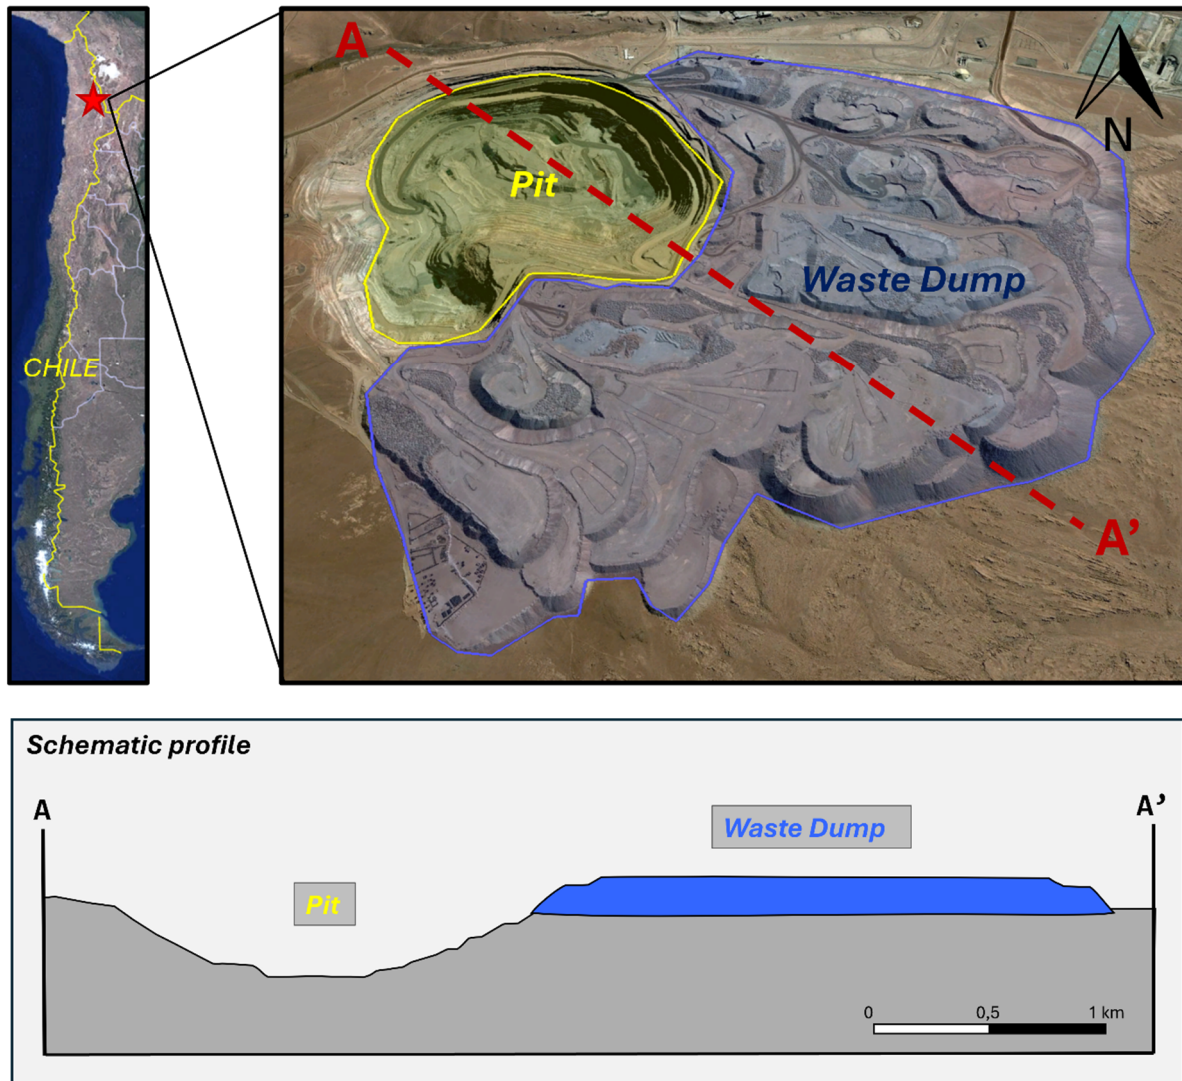 CHILE
A
Pit
Waste Dump
N
A’
Schematic profile
A
A’
Waste Dump
Pit
0
0,5
1 km